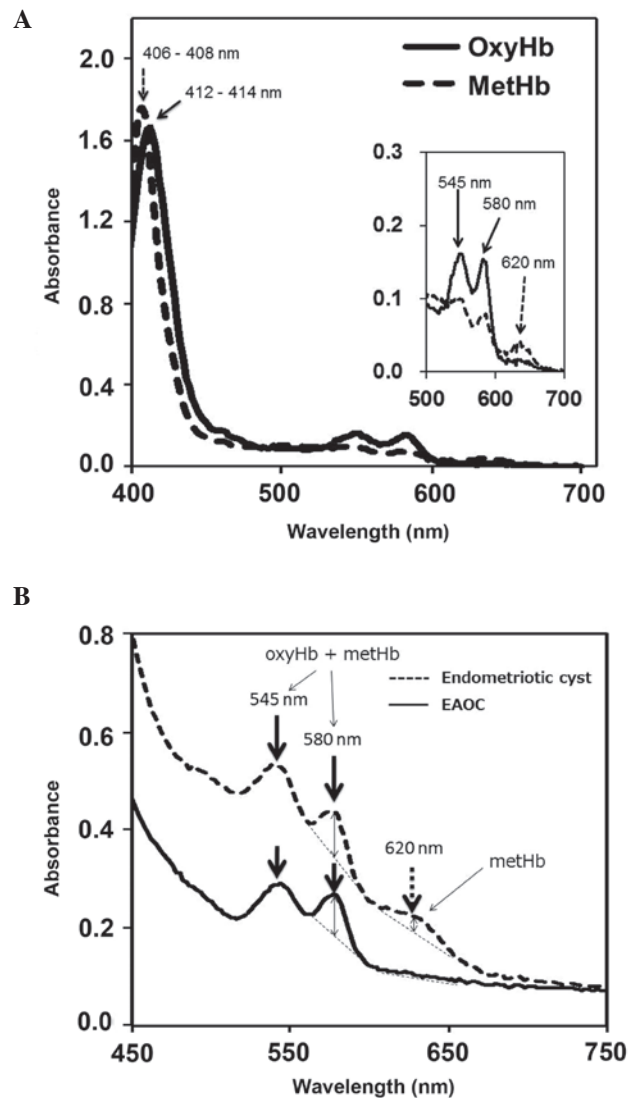 A
2.0
1.6
1.2
0.8
0.4
0.0
Absorbance
406 - 408 nm
412 - 414 nm
OxyHb
MetHb
0.3
0.2
0.1
0.0
545 nm
580 nm
620 nm
500 600 700
400 500 600 700
Wavelength (nm)
B
0.8
0.6
0.4
0.2
0.0
Absorbance
oxyHb + metHb
545 nm
580 nm
620 nm
metHb
Endometriotic cyst
EAOC
450 550 650 750
Wavelength (nm)